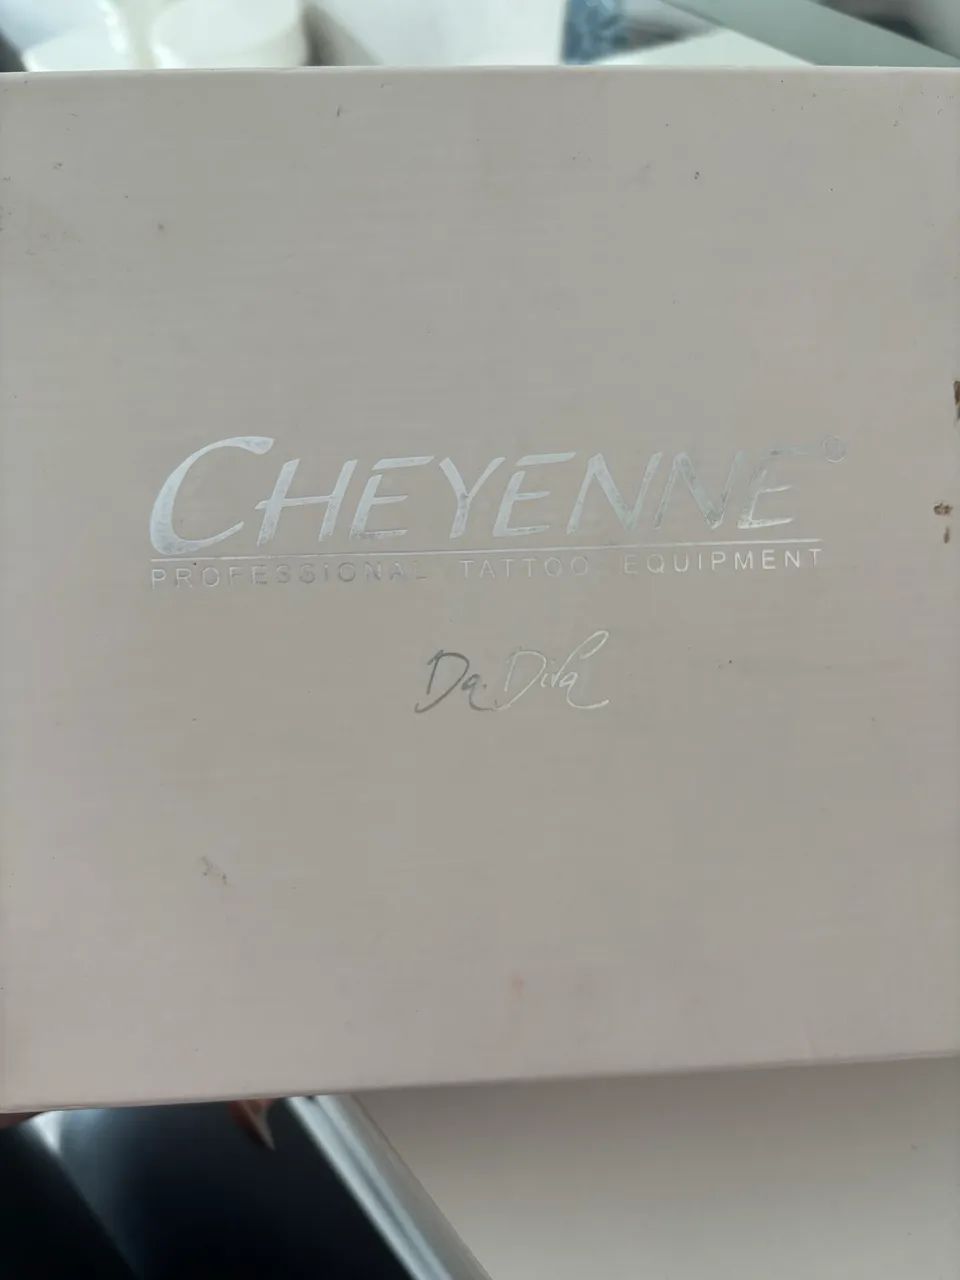 CHEYENNE®
PROFESSIONAL TATTOO EQUIPMENT
Da Diva